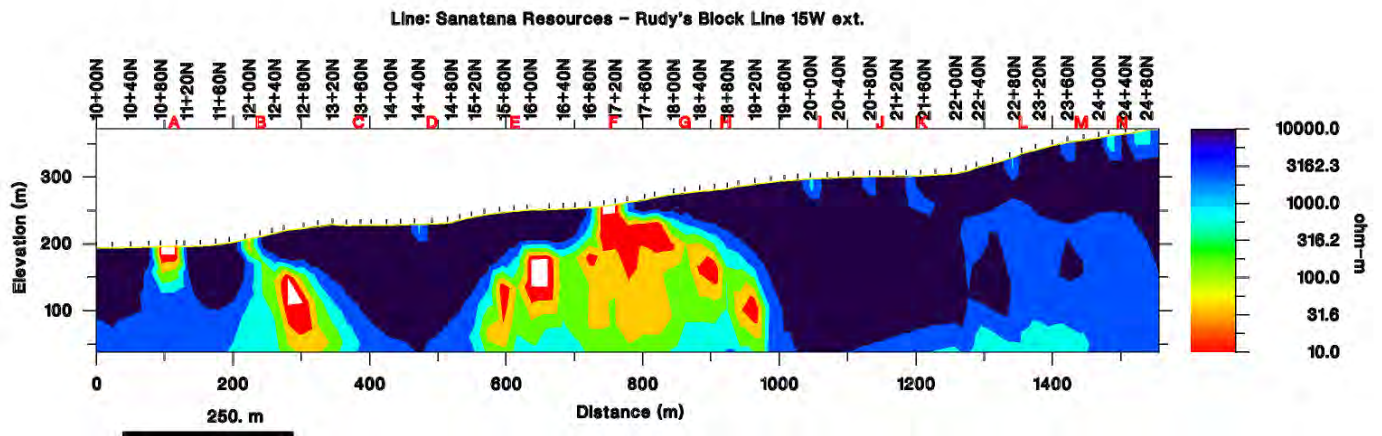 Line: Sanatana Resources – Rudy's Block Line 15W ext.
10+00N 10+40N 10+80N 11+20N 11+60N 12+00N 12+40N 12+80N 13+20N 13+60N 14+00N 14+40N 14+80N 15+20N 15+60N 16+00N 16+40N 16+80N 17+20N 17+60N 18+00N 18+40N 18+80N 19+20N 19+60N 20+00N 20+40N 20+80N 21+20N 21+60N 22+00N 22+40N 22+80N 23+20N 23+60N 24+00N 24+40N 24+80N
A B C D E F G H I J K L M N
Elevation (m)
300
200
100
0 200 400 600 800 1000 1200 1400
Distance (m)
250. m
10000.0
3162.3
1000.0
316.2
100.0
31.6
10.0
ohm-m